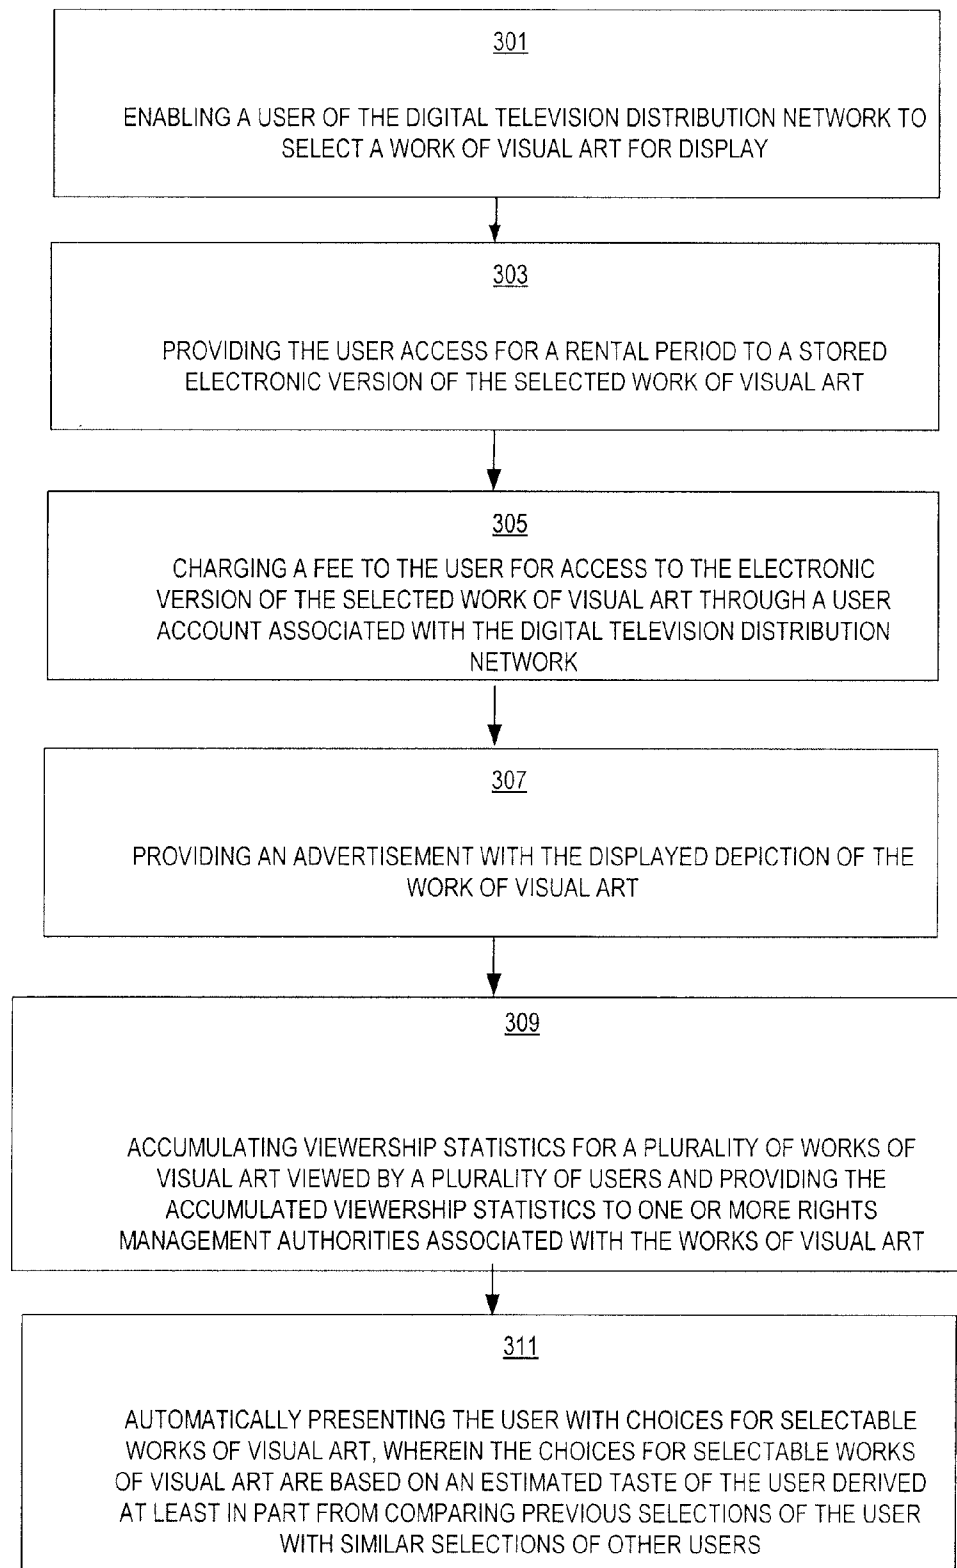 301
ENABLING A USER OF THE DIGITAL TELEVISION DISTRIBUTION NETWORK TO
SELECT A WORK OF VISUAL ART FOR DISPLAY
303
PROVIDING THE USER ACCESS FOR A RENTAL PERIOD TO A STORED
ELECTRONIC VERSION OF THE SELECTED WORK OF VISUAL ART
305
CHARGING A FEE TO THE USER FOR ACCESS TO THE ELECTRONIC
VERSION OF THE SELECTED WORK OF VISUAL ART THROUGH A USER
ACCOUNT ASSOCIATED WITH THE DIGITAL TELEVISION DISTRIBUTION
NETWORK
307
PROVIDING AN ADVERTISEMENT WITH THE DISPLAYED DEPICTION OF THE
WORK OF VISUAL ART
309
ACCUMULATING VIEWERSHIP STATISTICS FOR A PLURALITY OF WORKS OF
VISUAL ART VIEWED BY A PLURALITY OF USERS AND PROVIDING THE
ACCUMULATED VIEWERSHIP STATISTICS TO ONE OR MORE RIGHTS
MANAGEMENT AUTHORITIES ASSOCIATED WITH THE WORKS OF VISUAL ART
311
AUTOMATICALLY PRESENTING THE USER WITH CHOICES FOR SELECTABLE
WORKS OF VISUAL ART, WHEREIN THE CHOICES FOR SELECTABLE WORKS
OF VISUAL ART ARE BASED ON AN ESTIMATED TASTE OF THE USER DERIVED
AT LEAST IN PART FROM COMPARING PREVIOUS SELECTIONS OF THE USER
WITH SIMILAR SELECTIONS OF OTHER USERS